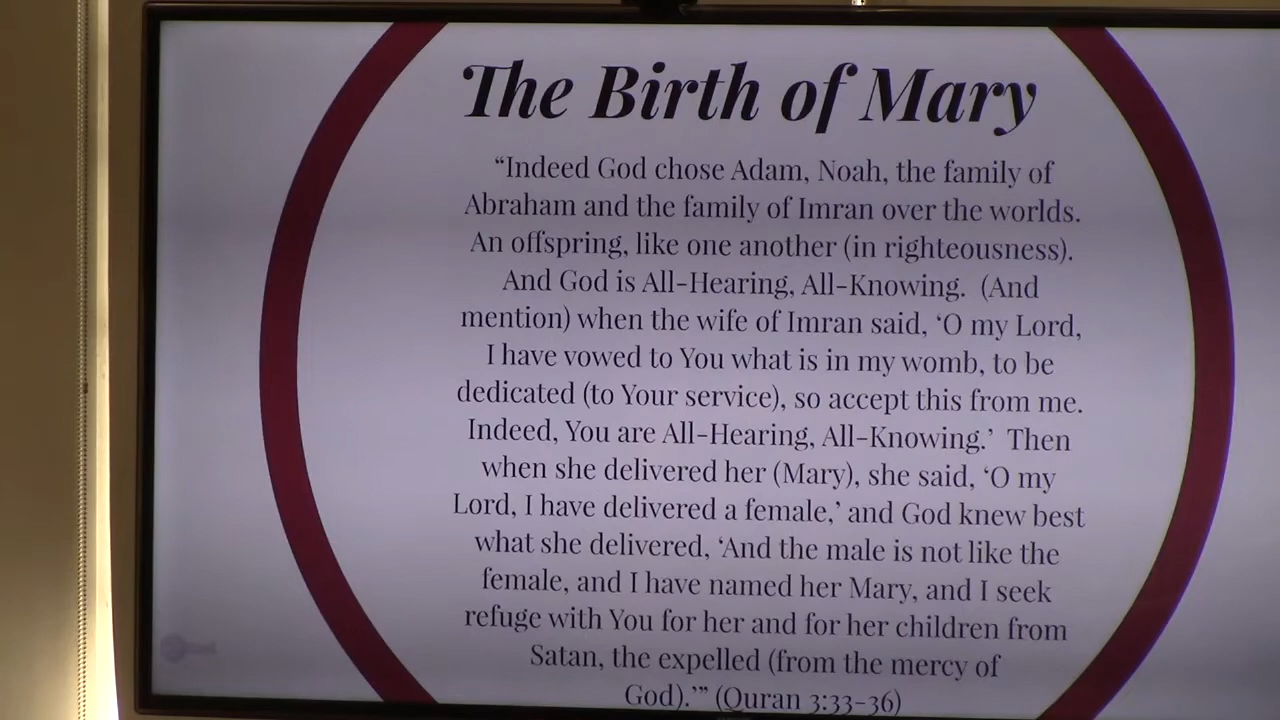 The Birth of Mary
“Indeed God chose Adam, Noah, the family of
Abraham and the family of Imran over the worlds.
An offspring, like one another (in righteousness).
And God is All-Hearing, All-Knowing.  (And
mention) when the wife of Imran said, ‘O my Lord,
I have vowed to You what is in my womb, to be
dedicated (to Your service), so accept this from me.
Indeed, You are All-Hearing, All-Knowing.’  Then
when she delivered her (Mary), she said, ‘O my
Lord, I have delivered a female,’ and God knew best
what she delivered, ‘And the male is not like the
female, and I have named her Mary, and I seek
refuge with You for her and for her children from
Satan, the expelled (from the mercy of
God).’” (Quran 3:33-36)